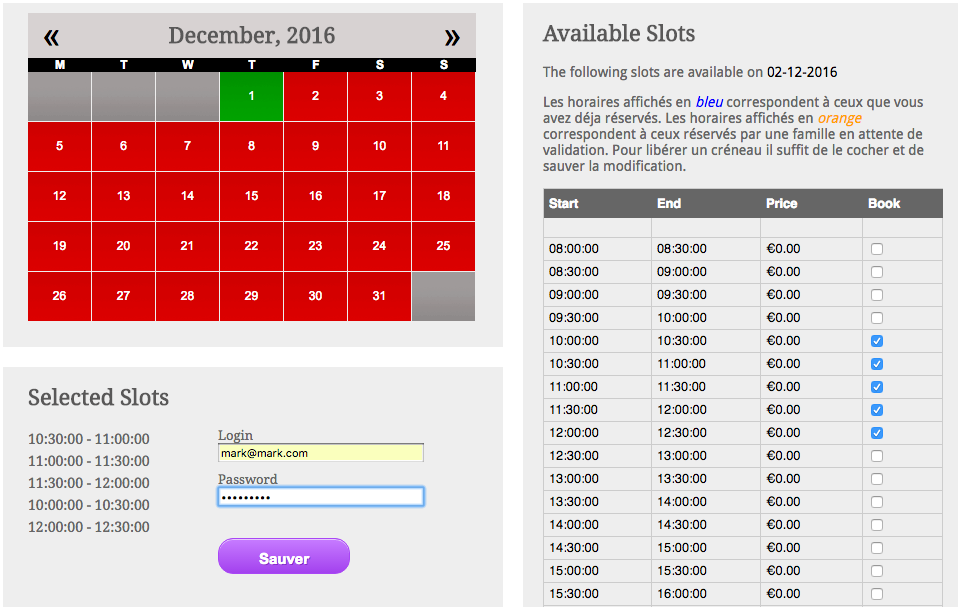 « December, 2016 »
M T W T F S S
1 2 3 4
5 6 7 8 9 10 11
12 13 14 15 16 17 18
19 20 21 22 23 24 25
26 27 28 29 30 31
Selected Slots
10:30:00 - 11:00:00
11:00:00 - 11:30:00
11:30:00 - 12:00:00
10:00:00 - 10:30:00
12:00:00 - 12:30:00
Login
mark@mark.com
Password
•••••••••
Sauver
Available Slots
The following slots are available on 02-12-2016
Les horaires affichés en bleu correspondent à ceux que vous
avez déja réservés. Les horaires affichés en orange
correspondent à ceux réservés par une famille en attente de
validation. Pour libérer un créneau il suffit de le cocher et de
sauver la modification.
Start End Price Book
08:00:00 08:30:00 €0.00
08:30:00 09:00:00 €0.00
09:00:00 09:30:00 €0.00
09:30:00 10:00:00 €0.00
10:00:00 10:30:00 €0.00
10:30:00 11:00:00 €0.00
11:00:00 11:30:00 €0.00
11:30:00 12:00:00 €0.00
12:00:00 12:30:00 €0.00
12:30:00 13:00:00 €0.00
13:00:00 13:30:00 €0.00
13:30:00 14:00:00 €0.00
14:00:00 14:30:00 €0.00
14:30:00 15:00:00 €0.00
15:00:00 15:30:00 €0.00
15:30:00 16:00:00 €0.00